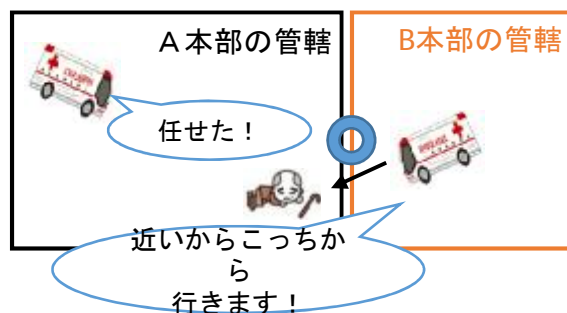 A本部の管轄
B本部の管轄
任せた！
近いからこっちか
ら
行きます！